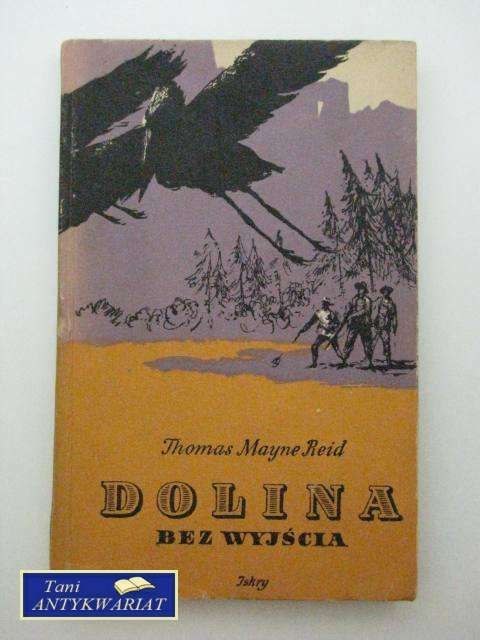 Thomas Mayne Reid
DOLINA
BEZ WYJŚCIA
Iskry
Tani
ANTYKWARIAT